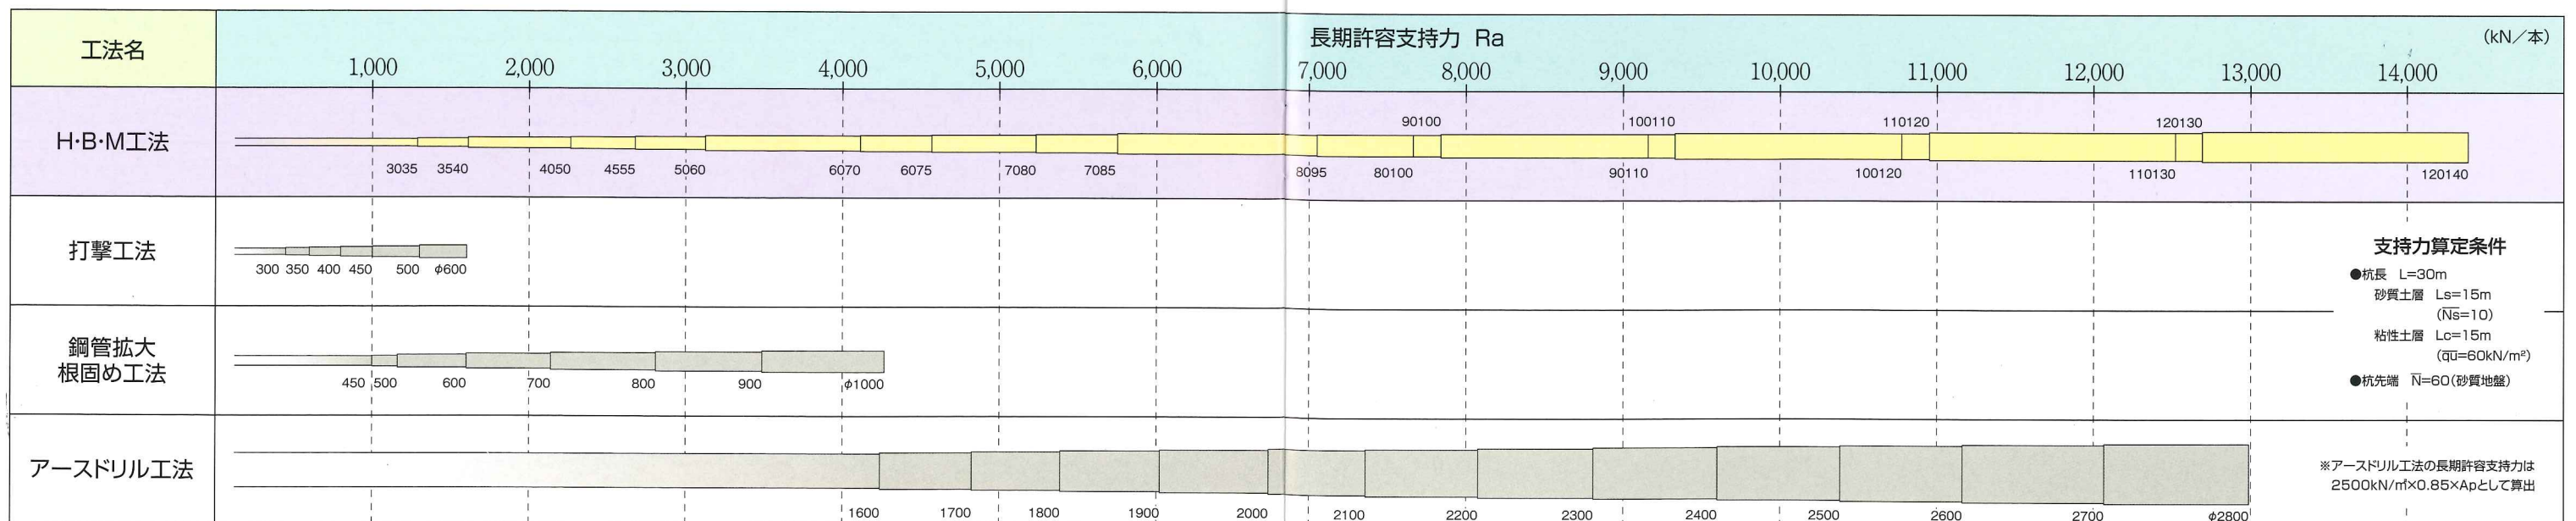 工法名
長期許容支持力 Ra
(kN/本)
1,000 2,000 3,000 4,000 5,000 6,000 7,000 8,000 9,000 10,000 11,000 12,000 13,000 14,000
H・B・M工法
90100 100110 110120 120130
3035 3540 4050 4555 5060 6070 6075 7080 7085 8095 80100 90110 100120 110130 120140
打撃工法
300 350 400 450 500 φ600
鋼管拡大
根固め工法
450 500 600 700 800 900 φ1000
支持力算定条件
●杭長 L=30m
砂質土層 Ls=15m
(N̅s=10)
粘性土層 Lc=15m
(q̅u̅=60kN/m²)
●杭先端 N̅=60(砂質地盤)
アースドリル工法
1600 1700 1800 1900 2000 2100 2200 2300 2400 2500 2600 2700 φ2800
※アースドリル工法の長期許容支持力は
2500kN/㎡×0.85×Apとして算出